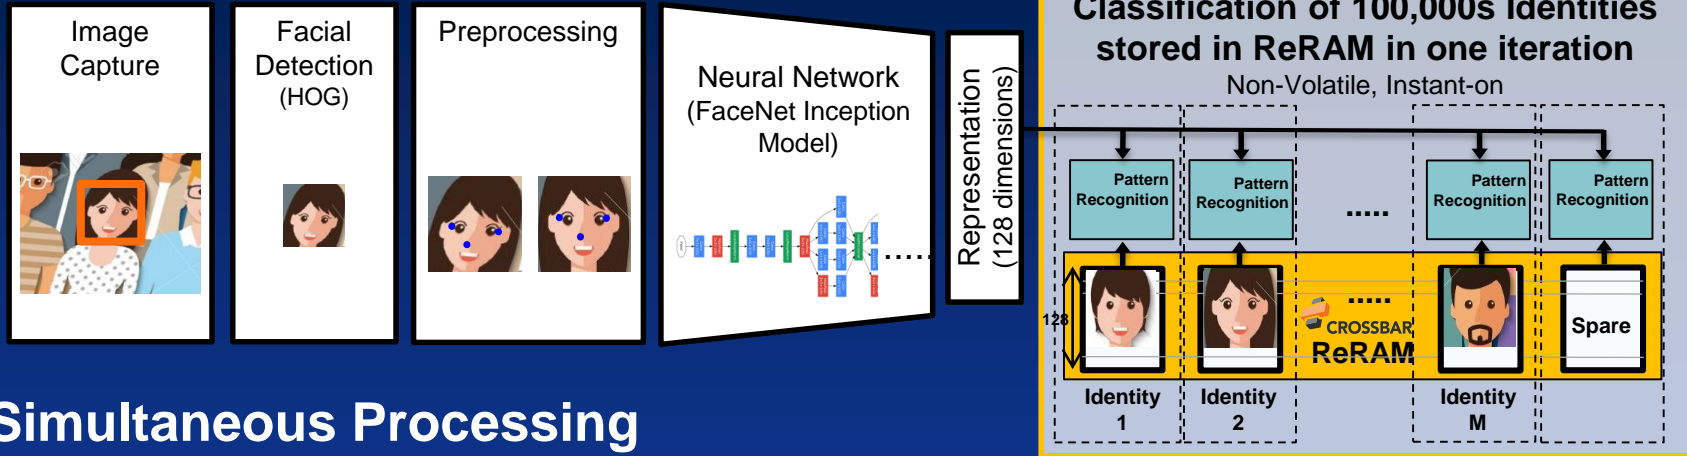 Image
Capture
Facial
Detection
(HOG)
Preprocessing
Neural Network
(FaceNet Inception
Model)
.....
Representation
(128 dimensions)
Classification of 100,000s Identities
stored in ReRAM in one iteration
Non-Volatile, Instant-on
Pattern
Recognition
Pattern
Recognition
.....
Pattern
Recognition
Pattern
Recognition
128
.....
CROSSBAR
ReRAM
Spare
Identity
1
Identity
2
Identity
M
Simultaneous Processing